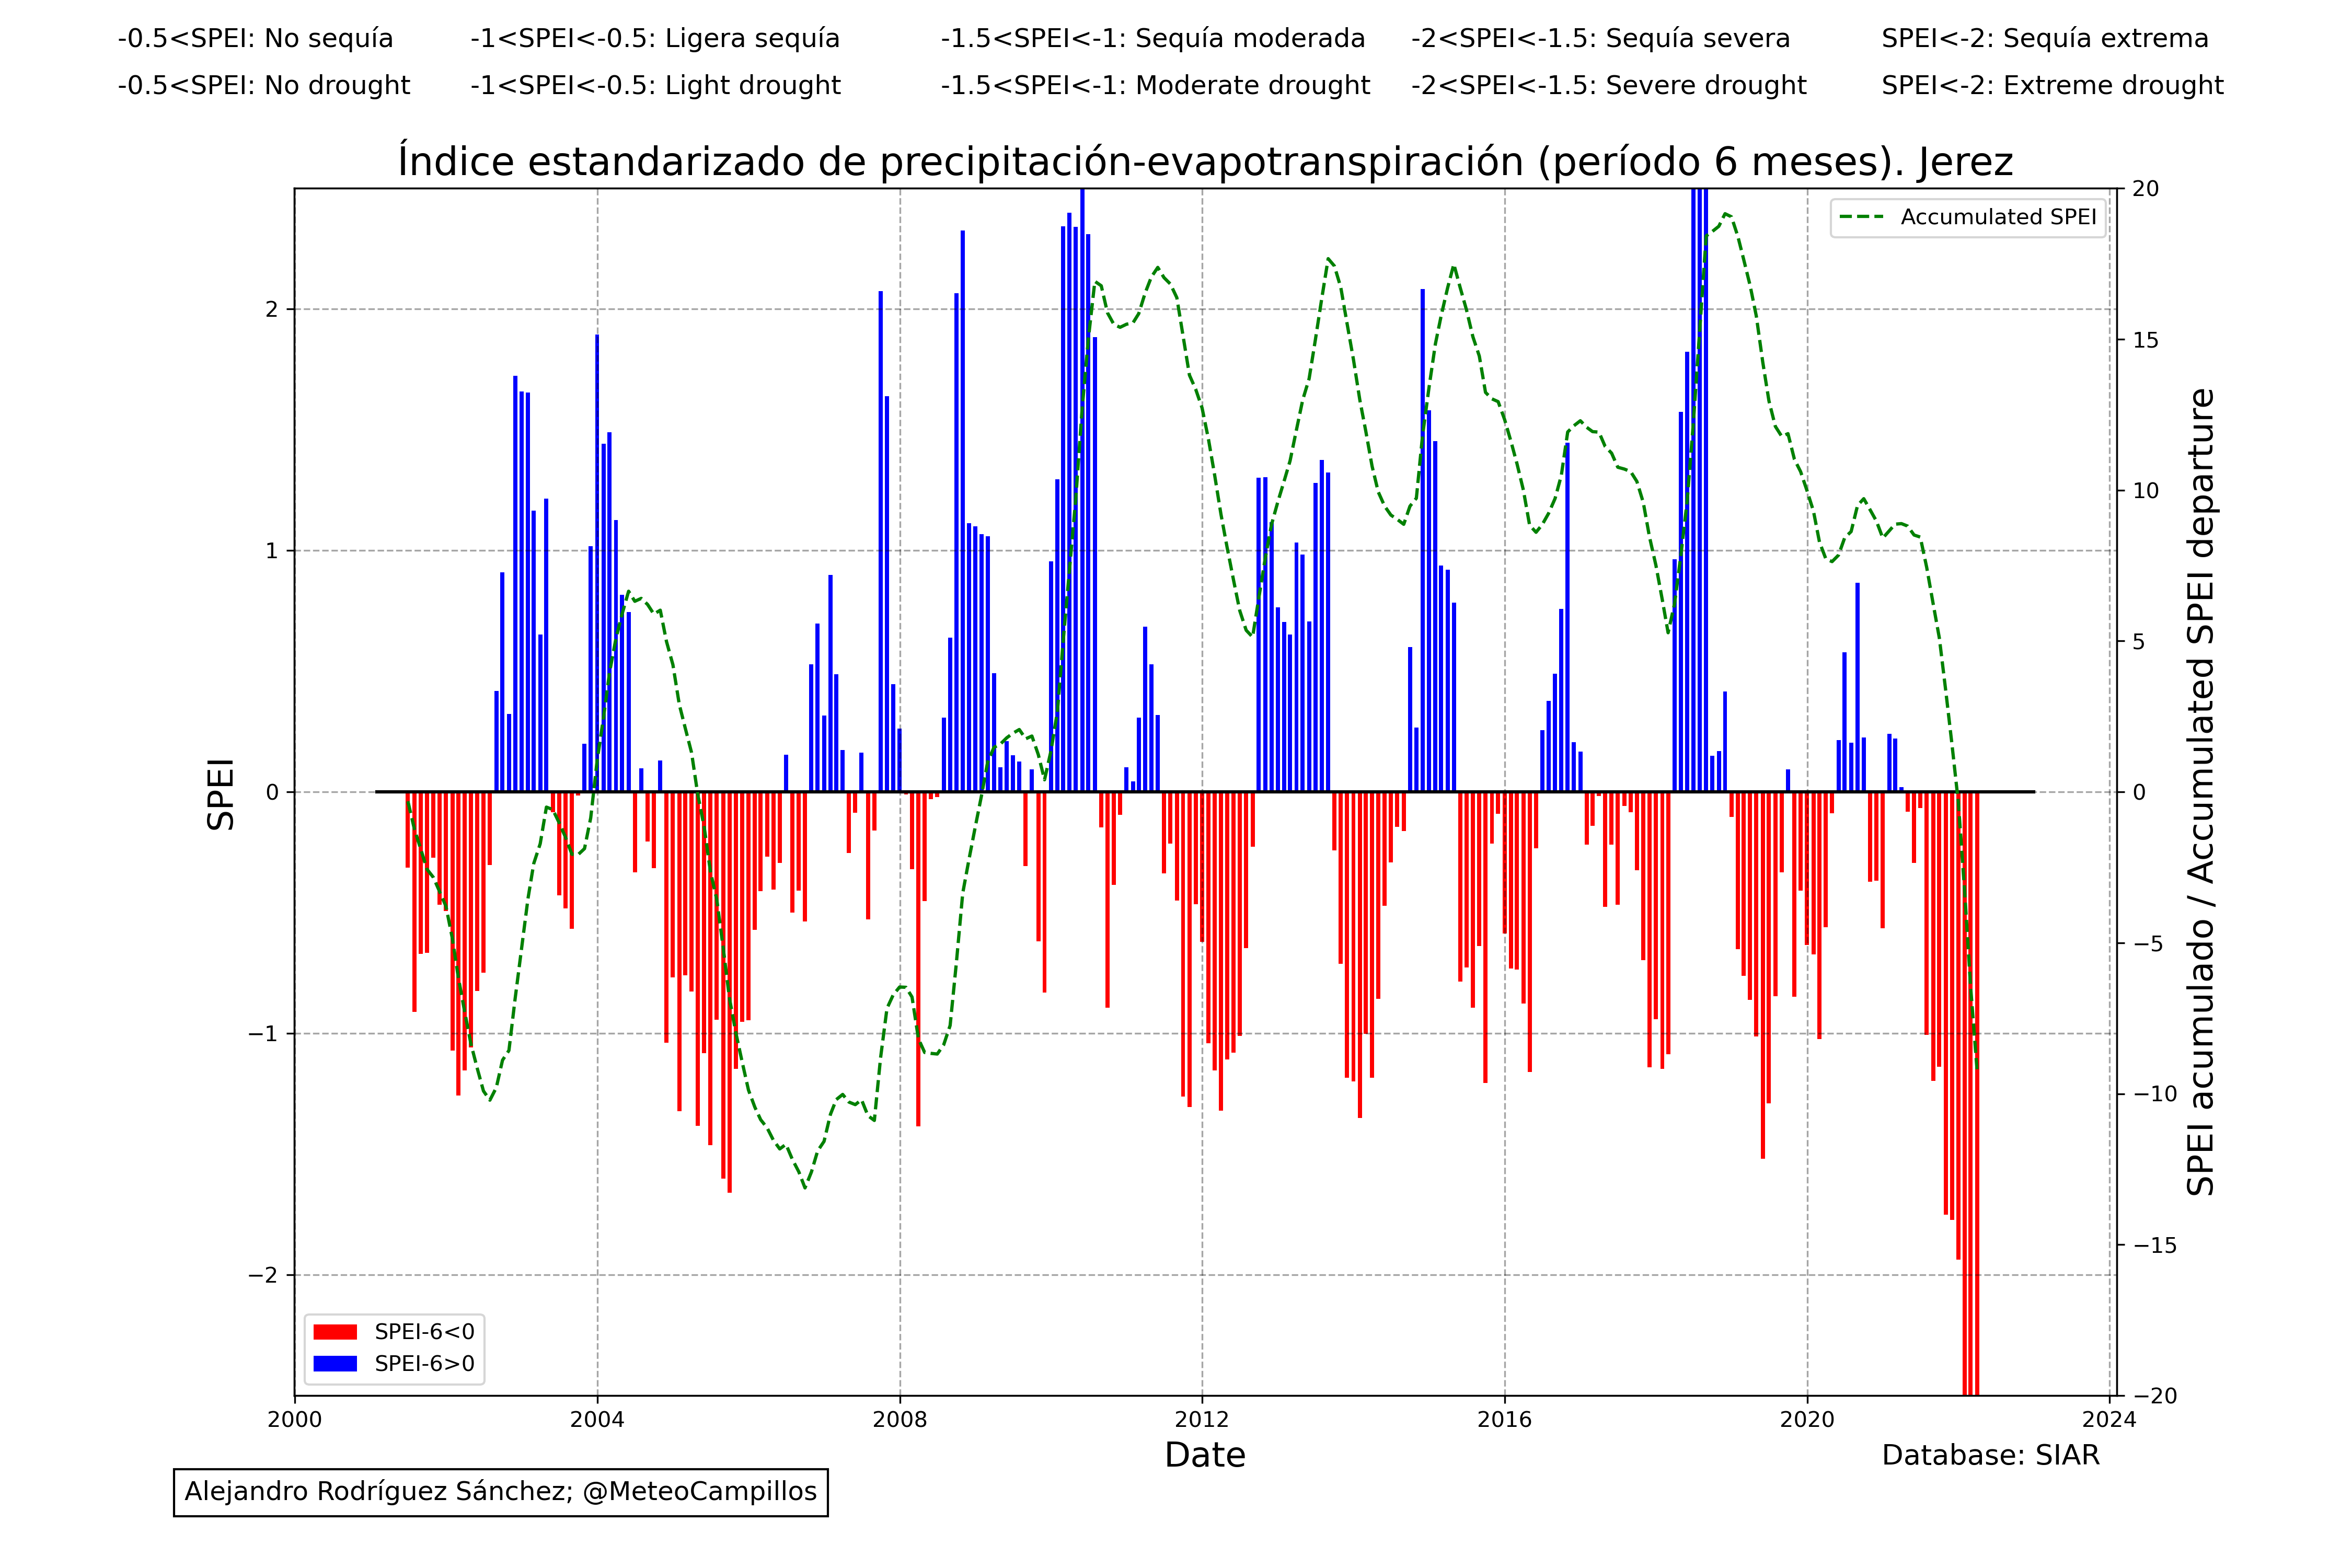 -0.5<SPEI: No sequía -1<SPEI<-0.5: Ligera sequía -1.5<SPEI<-1: Sequía moderada -2<SPEI<-1.5: Sequía severa SPEI<-2: Sequía extrema
-0.5<SPEI: No drought -1<SPEI<-0.5: Light drought -1.5<SPEI<-1: Moderate drought -2<SPEI<-1.5: Severe drought SPEI<-2: Extreme drought
Índice estandarizado de precipitación-evapotranspiración (período 6 meses). Jerez
Accumulated SPEI
SPEI
2
1
0
−1
−2
20
15
10
5
0
−5
−10
−15
−20
SPEI acumulado / Accumulated SPEI departure
SPEI-6<0
SPEI-6>0
2000 2004 2008 2012 2016 2020 2024
Date
Database: SIAR
Alejandro Rodríguez Sánchez; @MeteoCampillos